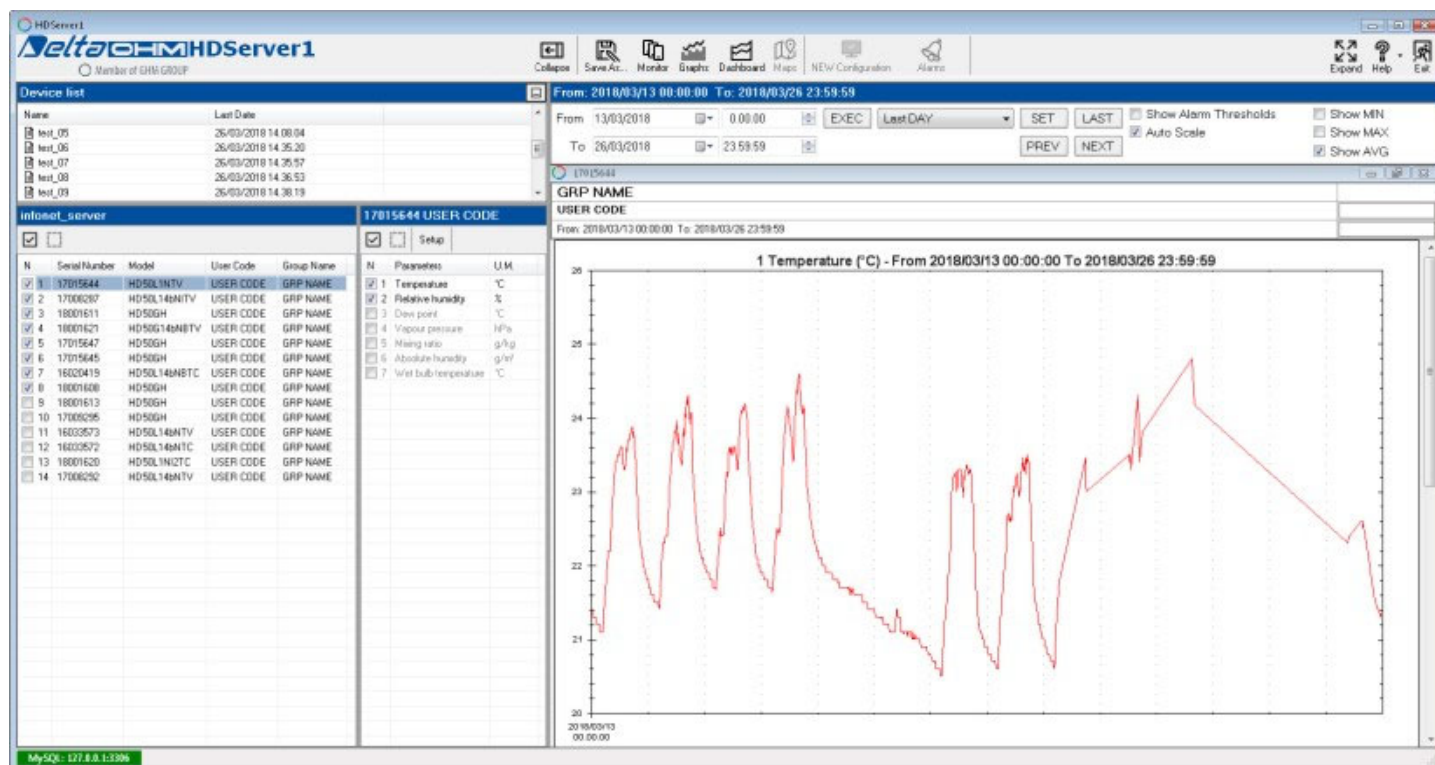 HDServer1
DeltaOHM HDServer1
Member of GHM GROUP
Collapse Save As... Monitor Graphs Dashboard Maps NEW Configuration Alarms Expand Help Exit
Device list
Name Last Date
test_05 26/03/2018 14.08.04
test_06 26/03/2018 14.35.20
test_07 26/03/2018 14.35.57
test_08 26/03/2018 14.36.53
test_09 26/03/2018 14.38.19
infonet_server
N Serial Number Model User Code Group Name
1 17015644 HD50L1NTV USER CODE GRP NAME
2 17008287 HD50L14bNITV USER CODE GRP NAME
3 18001611 HD50GH USER CODE GRP NAME
4 18001621 HD50G14bNBTV USER CODE GRP NAME
5 17015647 HD50GH USER CODE GRP NAME
6 17015645 HD50GH USER CODE GRP NAME
7 16020419 HD50L14bNBTC USER CODE GRP NAME
8 18001608 HD50GH USER CODE GRP NAME
9 18001613 HD50GH USER CODE GRP NAME
10 17009295 HD50GH USER CODE GRP NAME
11 16033573 HD50L14bNTV USER CODE GRP NAME
12 16033572 HD50L14bNTC USER CODE GRP NAME
13 18001620 HD50L1NI2TC USER CODE GRP NAME
14 17008292 HD50L14bNTV USER CODE GRP NAME
17015644 USER CODE
Setup
N Parameters U.M.
1 Temperature °C
2 Relative humidity %
3 Dew point °C
4 Vapour pressure hPa
5 Mixing ratio g/kg
6 Absolute humidity g/m³
7 Wet bulb temperature °C
From: 2018/03/13 00:00:00 To: 2018/03/26 23:59:59
From 13/03/2018 0.00.00 EXEC Last DAY SET LAST Show Alarm Thresholds Show MIN
Auto Scale Show MAX
To 26/03/2018 23.59.59 PREV NEXT Show AVG
17015644
GRP NAME
USER CODE
From: 2018/03/13 00:00:00 To: 2018/03/26 23:59:59
1 Temperature (°C) - From 2018/03/13 00:00:00 To 2018/03/26 23:59:59
26
25
24
23
22
21
20
2018/03/13
00.00.00
MySQL: 127.0.0.1:3306